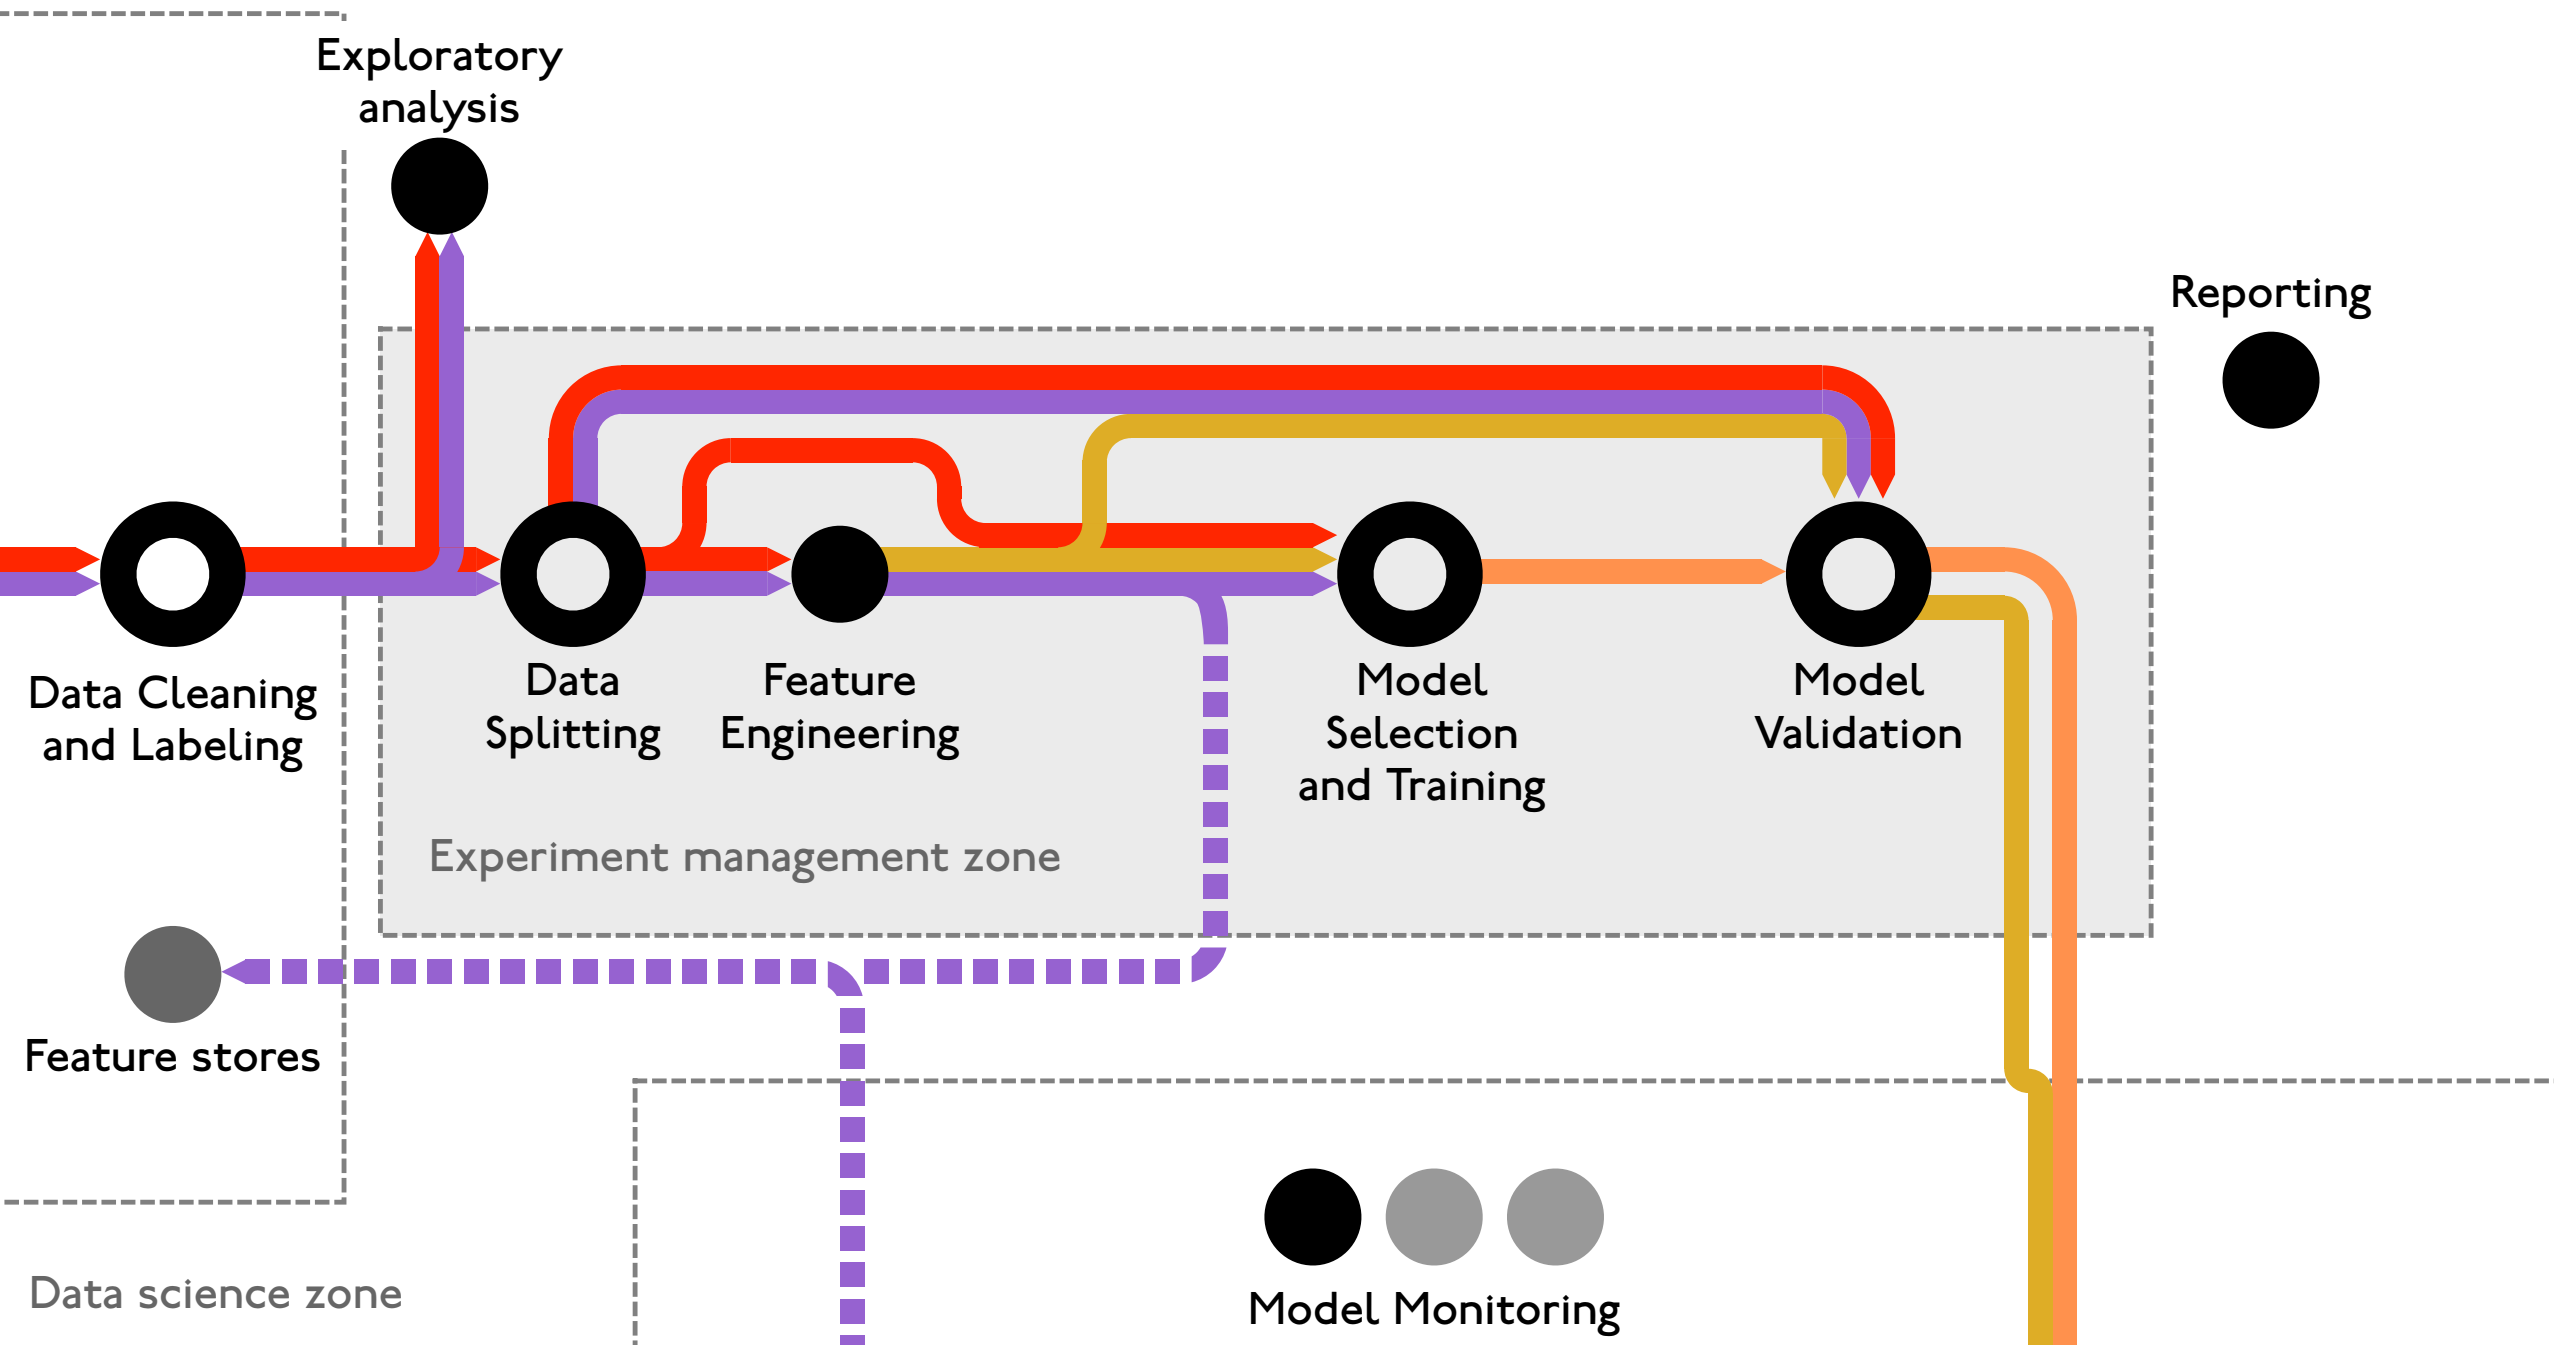 Exploratory
analysis
Reporting
Data Cleaning
and Labeling
Data
Splitting
Feature
Engineering
Model
Selection
and Training
Model
Validation
Experiment management zone
Feature stores
Data science zone
Model Monitoring